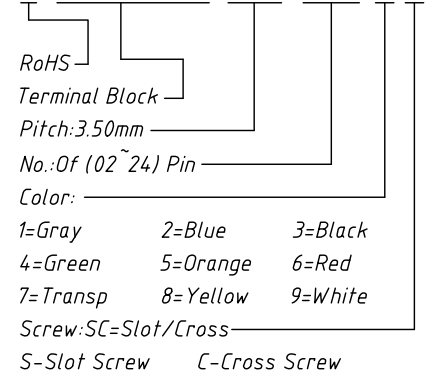 RoHS
Terminal Block
Pitch:3.50mm
No.:Of (02~24) Pin
Color:
1=Gray 2=Blue 3=Black
4=Green 5=Orange 6=Red
7=Transp 8=Yellow 9=White
Screw:SC=Slot/Cross
S-Slot Screw C-Cross Screw